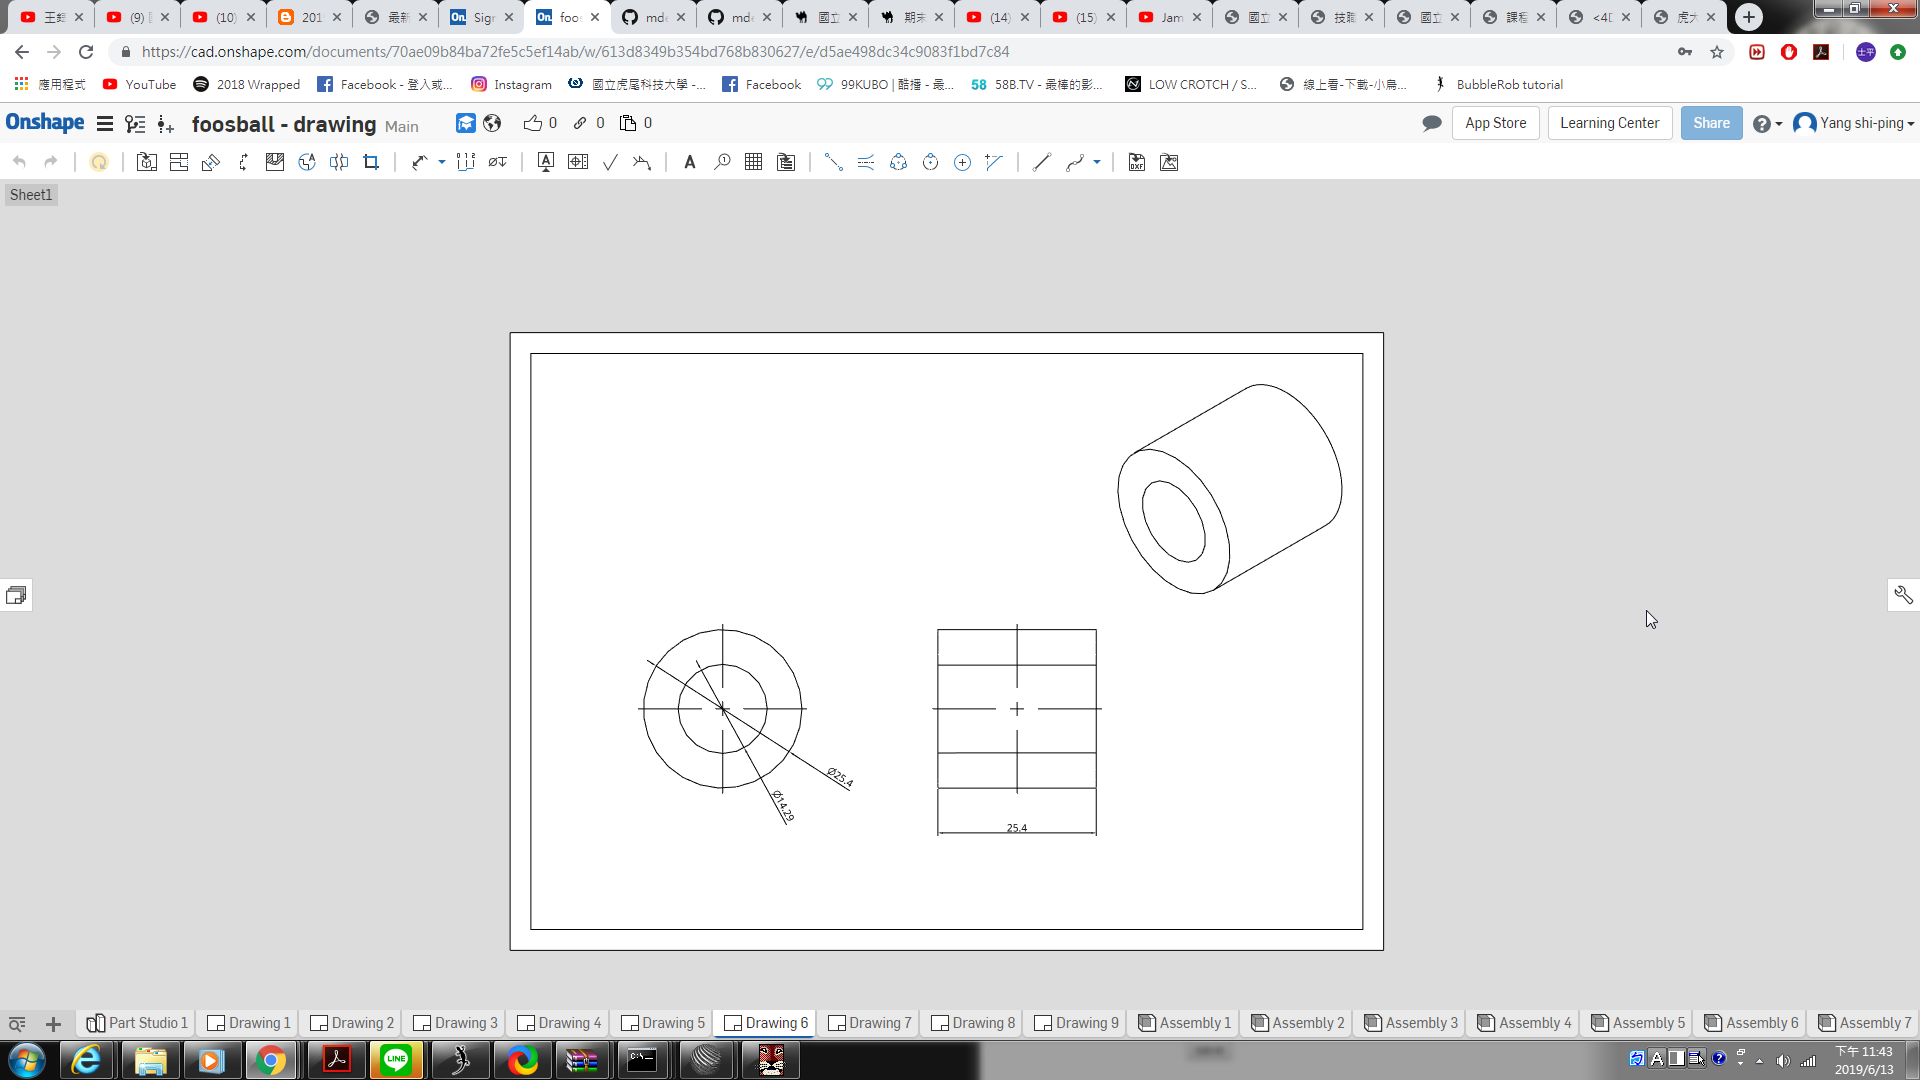 王鈺 (9) (10) 201 最新 Sign foos mde mde 國立 期末 (14) (15) Jam 國立 技職 國立 課程 <4D 虎大
https://cad.onshape.com/documents/70ae09b84ba72fe5c5ef14ab/w/613d8349b354bd768b830627/e/d5ae498dc34c9083f1bd7c84
應用程式 YouTube 2018 Wrapped Facebook - 登入或... Instagram 國立虎尾科技大學 -... Facebook 99KUBO | 酷播 - 最... 58 58B.TV - 最棒的影... LOW CROTCH / S... 線上看-下載-小鳥... BubbleRob tutorial
Onshape foosball - drawing Main 0 0 0 App Store Learning Center Share Yang shi-ping
Sheet1
Ø25.4
Ø14.29
25.4
Part Studio 1 Drawing 1 Drawing 2 Drawing 3 Drawing 4 Drawing 5 Drawing 6 Drawing 7 Drawing 8 Drawing 9 Assembly 1 Assembly 2 Assembly 3 Assembly 4 Assembly 5 Assembly 6 Assembly 7
LINE
下午 11:43
2019/6/13